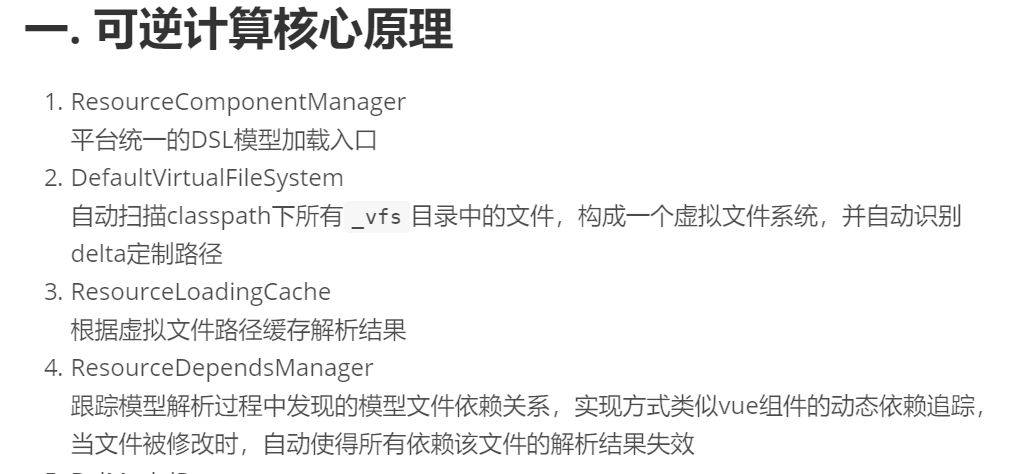 一. 可逆计算核心原理
1. ResourceComponentManager
平台统一的DSL模型加载入口
2. DefaultVirtualFileSystem
自动扫描classpath下所有 _vfs 目录中的文件，构成一个虚拟文件系统，并自动识别
delta定制路径
3. ResourceLoadingCache
根据虚拟文件路径缓存解析结果
4. ResourceDependsManager
跟踪模型解析过程中发现的模型文件依赖关系，实现方式类似vue组件的动态依赖追踪，
当文件被修改时，自动使得所有依赖该文件的解析结果失效